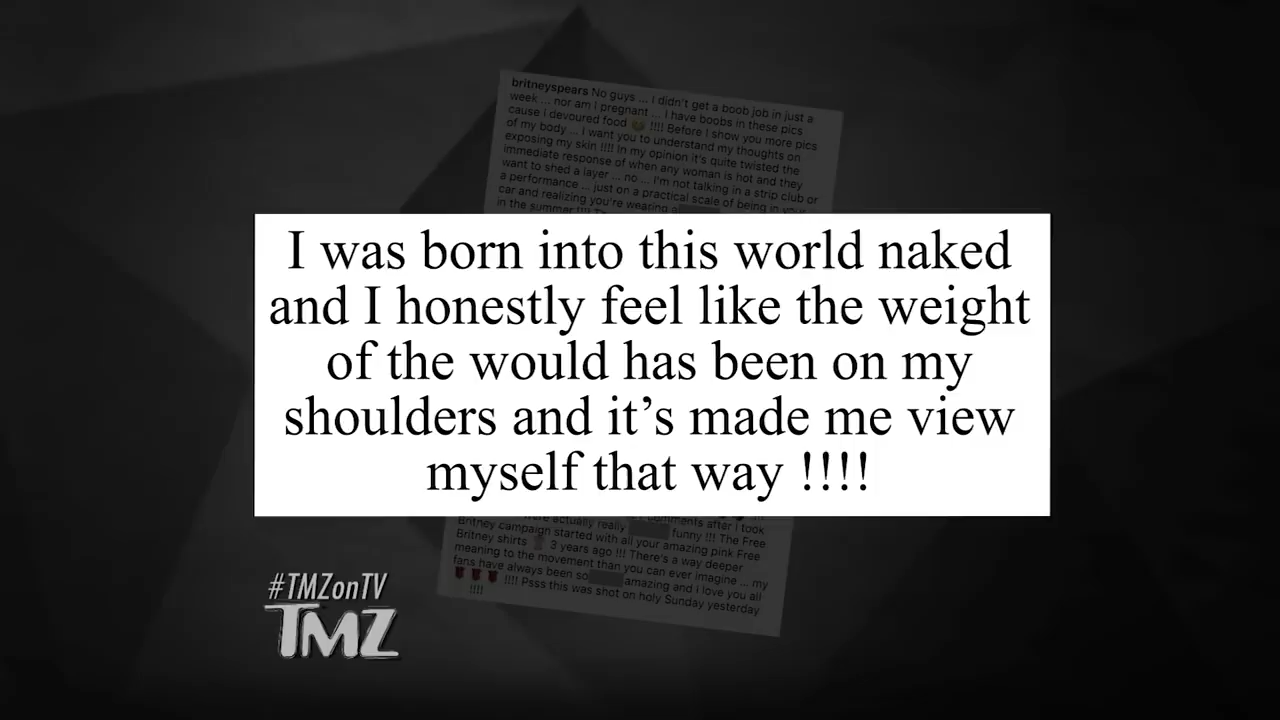 britneyspears No guys ... I didn't get a boob job in just a
week ... nor am I pregnant ... I have boobs in these pics
cause I devoured food !!!! Before I show you more pics
of my body ... I want you to understand my thoughts on
exposing my skin !!!! In my opinion it's quite twisted the
immediate response of when any woman is hot and they
want to shed a layer ... no ... I'm not talking in a strip club or
a performance ... just on a practical scale of being in your
car and realizing you're wearing a
in the summer !!!!
I was born into this world naked
and I honestly feel like the weight
of the would has been on my
shoulders and it's made me view
myself that way !!!!
were actually really funny !!! The Free
Britney campaign started with all your amazing pink Free
Britney shirts 3 years ago !!! There's a way deeper
meaning to the movement than you can ever imagine ... my
fans have always been so amazing and I love you all
!!!! Psss this was shot on holy Sunday yesterday
!!!!
#TMZonTV
TMZ